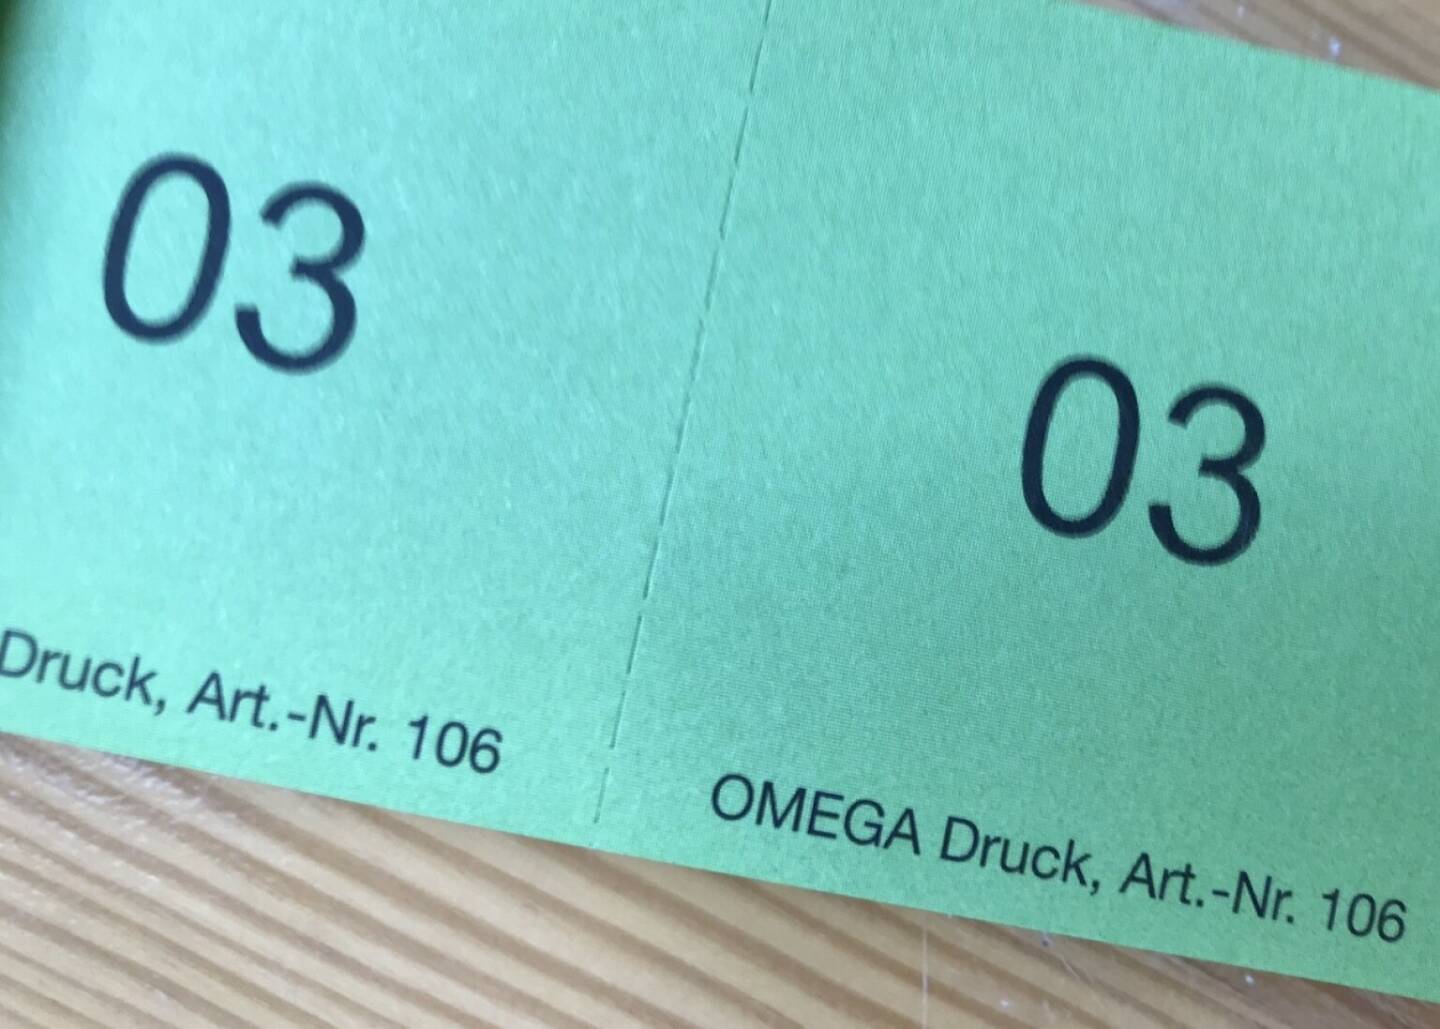 03
03
Druck, Art.-Nr. 106
OMEGA Druck, Art.-Nr. 106